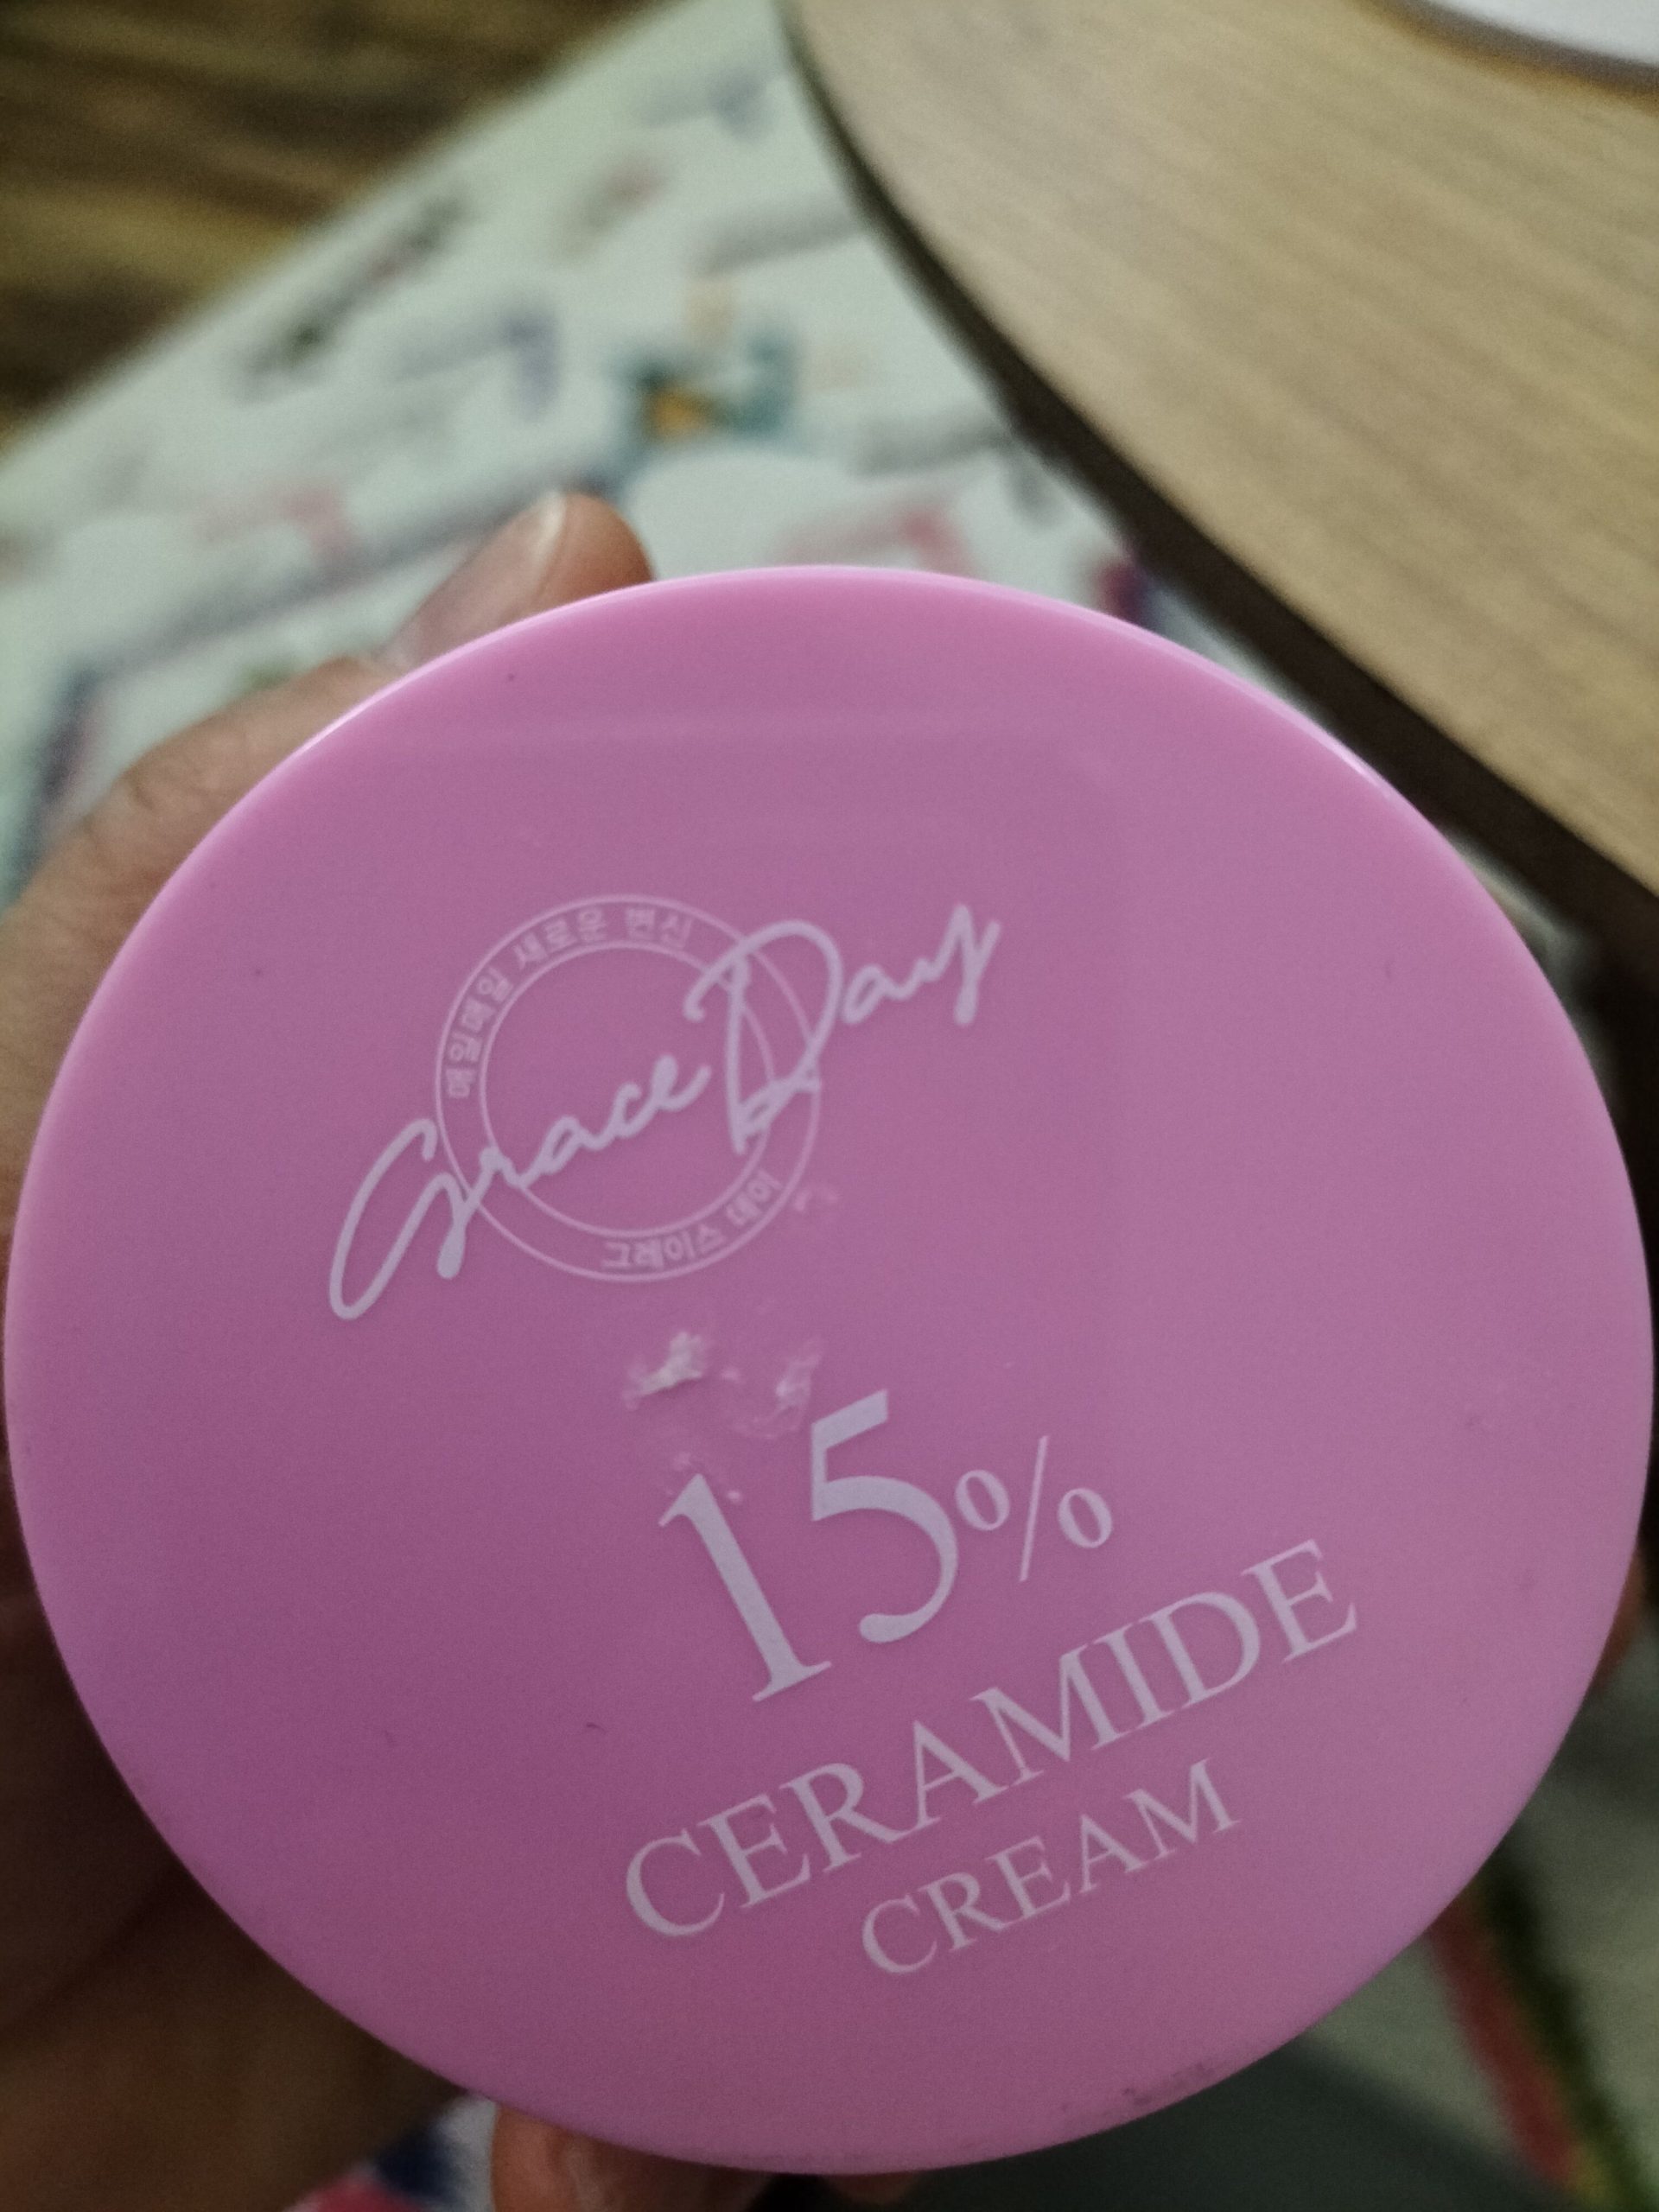 매일매일 새로운 변신
Grace Day
그레이스 데이
15%
CERAMIDE
CREAM